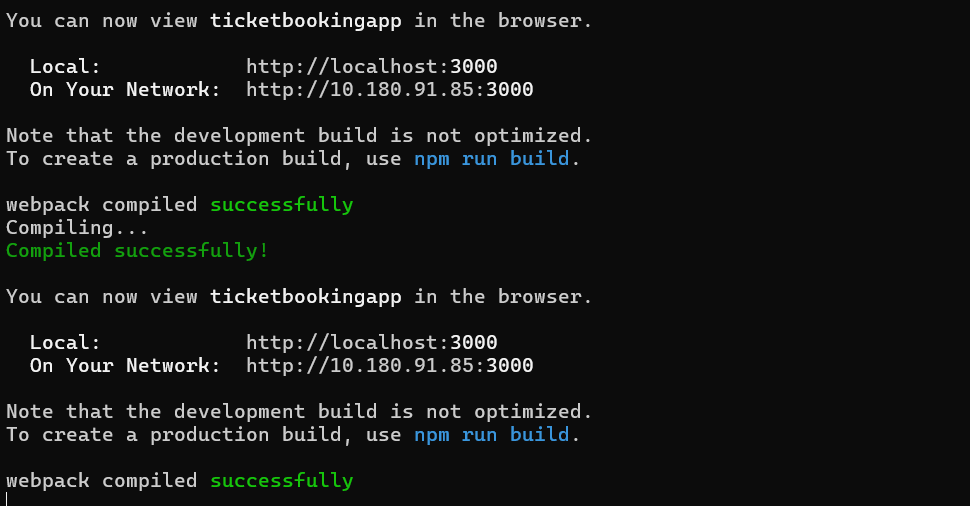 You can now view ticketbookingapp in the browser.
Local: http://localhost:3000
On Your Network: http://10.180.91.85:3000
Note that the development build is not optimized.
To create a production build, use npm run build.
webpack compiled successfully
Compiling...
Compiled successfully!
You can now view ticketbookingapp in the browser.
Local: http://localhost:3000
On Your Network: http://10.180.91.85:3000
Note that the development build is not optimized.
To create a production build, use npm run build.
webpack compiled successfully